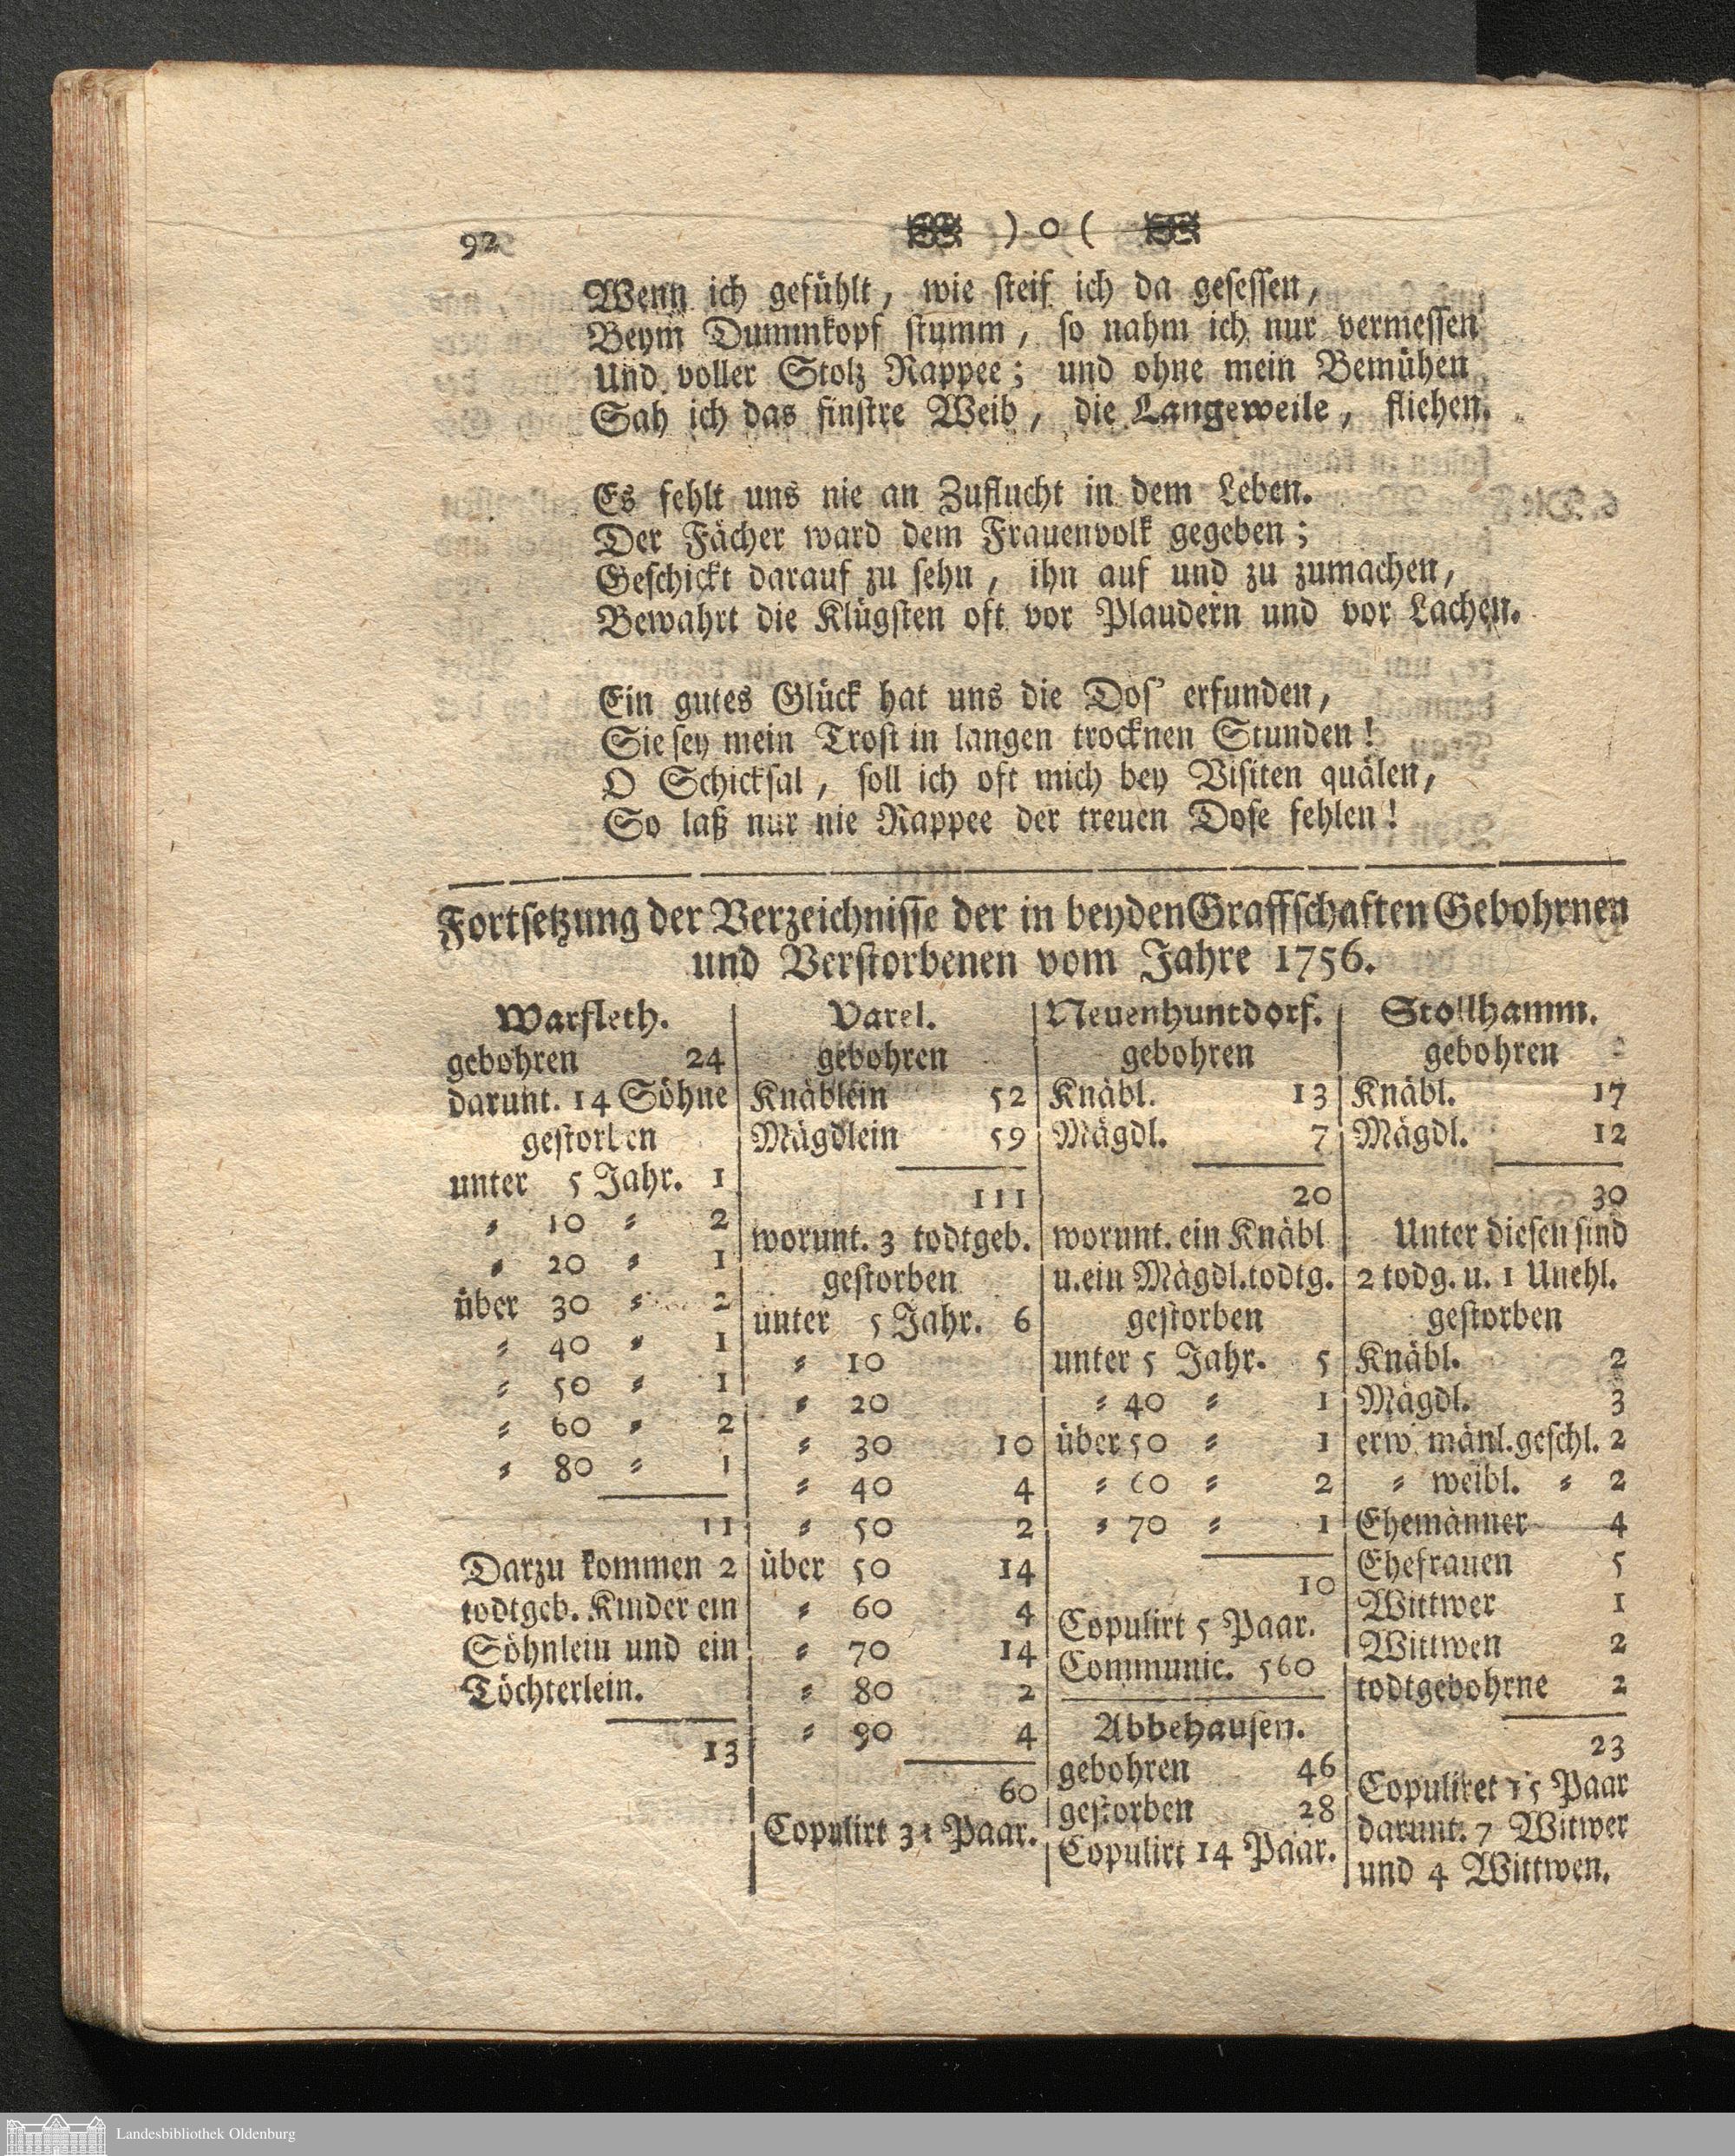 92
) o (
Wenn ich gefühlt, wie steif ich da gesessen,
Beym Dummkopf stumm, so nahm ich nur vermessen
Und voller Stolz Rappee; und ohne mein Bemühen
Sah ich das finstre Weib, die Langeweile, fliehen.
Es fehlt uns nie an Zuflucht in dem Leben.
Der Fächer ward dem Frauenvolk gegeben;
Geschickt darauf zu sehn, ihn auf und zu zumachen,
Bewahrt die Klügsten oft vor Plaudern und vor Lachen.
Ein gutes Glück hat uns die Dos' erfunden,
Sie sey mein Trost in langen trocknen Stunden!
O Schicksal, soll ich oft mich bey Visiten quälen,
So laß nur nie Rappee der treuen Dose fehlen!
Fortsetzung der Verzeichnisse der in beyden Graffschaften Gebohrnen
und Verstorbenen vom Jahre 1756.
Warfleth.
gebohren 24
darunt. 14 Söhne
gestorben
unter 5 Jahr. 1
= 10 = 2
= 20 = 1
über 30 = 2
= 40 = 1
= 50 = 1
= 60 = 2
= 80 = 1
11
Darzu kommen 2
todtgeb. Kinder ein
Söhnlein und ein
Töchterlein.
13
Varel.
gebohren
Knäblein 52
Mägdlein 59
111
worunt. 3 todtgeb.
gestorben
unter 5 Jahr. 6
= 10
= 20
= 30 10
= 40 4
= 50 2
über 50 14
= 60 4
= 70 14
= 80 2
= 90 4
60
Copulirt 31 Paar.
Neuenhuntdorf.
gebohren
Knäbl. 13
Mägdl. 7
20
worunt. ein Knäbl
u. ein Mägdl. todtg.
gestorben
unter 5 Jahr. 5
= 40 = 1
über 50 = 1
= 60 = 2
= 70 = 1
10
Copulirt 5 Paar.
Communic. 560
Abbehausen.
gebohren 46
gestorben 28
Copulirt 14 Paar.
Stollhamm.
gebohren
Knäbl. 17
Mägdl. 12
30
Unter diesen sind
2 todg. u. 1 Unehl.
gestorben
Knäbl. 2
Mägdl. 3
erw. mänl. geschl. 2
= weibl. = 2
Ehemänner 4
Ehefrauen 5
Wittwer 1
Wittwen 2
todtgebohrne 2
23
Copuliret 15 Paar
darunt. 7 Witwer
und 4 Wittwen.
Landesbibliothek Oldenburg